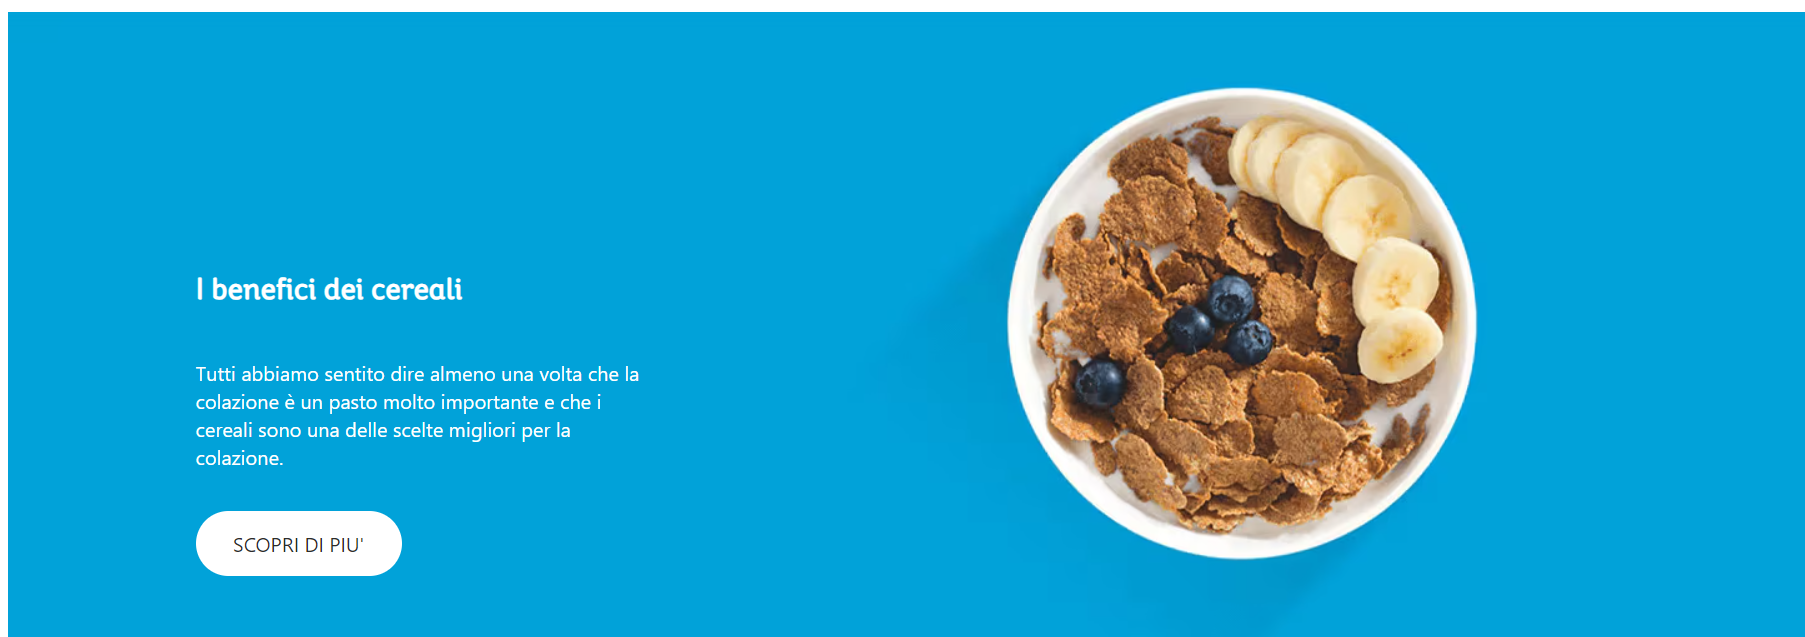 I benefici dei cereali
Tutti abbiamo sentito dire almeno una volta che la
colazione è un pasto molto importante e che i
cereali sono una delle scelte migliori per la
colazione.
SCOPRI DI PIU'